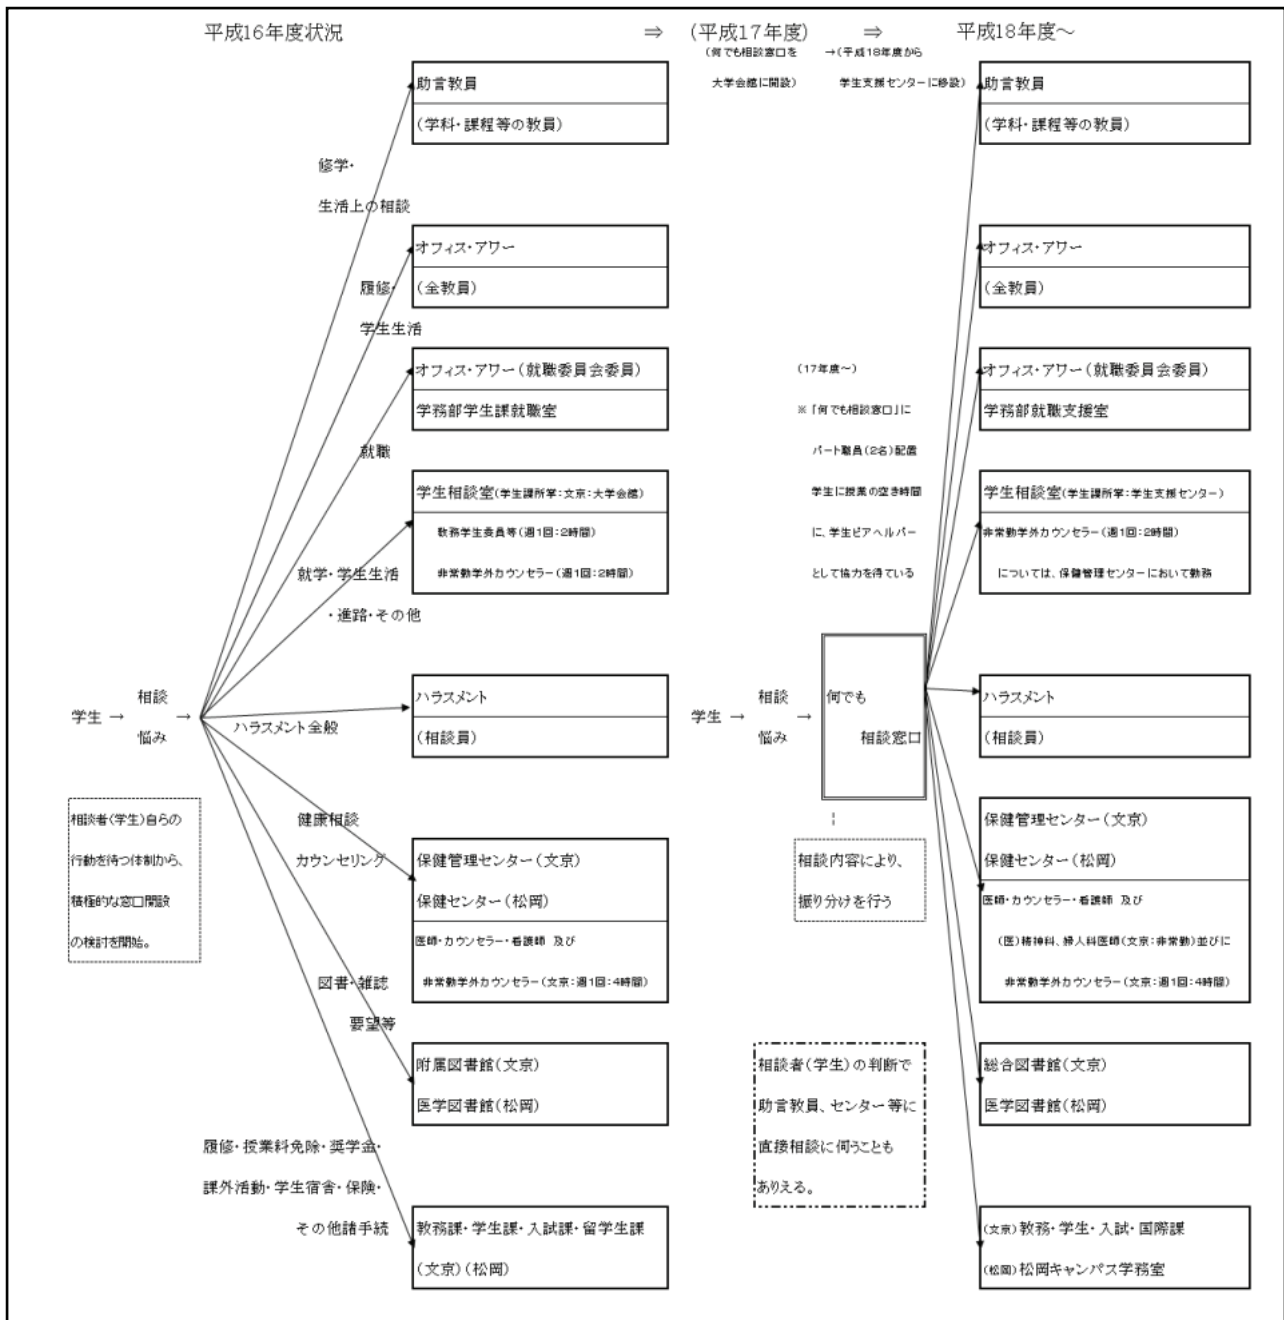 平成16年度状況 ⇒ (平成17年度) ⇒ 平成18年度～
(何でも相談窓口を →(平成18年度から
大学会館に開設) 学生支援センターに移設)
助言教員
(学科・課程等の教員)
修学・
生活上の相談
オフィス・アワー
(全教員)
履修・
学生生活
オフィス・アワー(就職委員会委員)
学務部学生課就職室
就職
学生相談室(学生課所掌:文京:大学会館)
教務学生委員等(週1回:2時間)
非常勤学外カウンセラー(週1回:2時間)
就学・学生生活
・進路・その他
学生 →
相談
悩み
→
ハラスメント
(相談員)
ハラスメント全般
相談者(学生)自らの
行動を待つ体制から、
積極的な窓口開設
の検討を開始。
健康相談
カウンセリング
保健管理センター(文京)
保健センター(松岡)
医師・カウンセラー・看護師 及び
非常勤学外カウンセラー(文京:週1回:4時間)
図書・雑誌
要望等
附属図書館(文京)
医学図書館(松岡)
履修・授業料免除・奨学金・
課外活動・学生宿舎・保険・
その他諸手続
教務課・学生課・入試課・留学生課
(文京)(松岡)
(17年度～)
※「何でも相談窓口」に
パート職員(2名)配置
学生に授業の空き時間
に、学生ピアヘルパー
として協力を得ている
学生 →
相談
悩み
→
何でも
相談窓口
相談内容により、
振り分けを行う
相談者(学生)の判断で
助言教員、センター等に
直接相談に伺うことも
ありえる。
助言教員
(学科・課程等の教員)
オフィス・アワー
(全教員)
オフィス・アワー(就職委員会委員)
学務部就職支援室
学生相談室(学生課所掌:学生支援センター)
非常勤学外カウンセラー(週1回:2時間)
については、保健管理センターにおいて勤務
ハラスメント
(相談員)
保健管理センター(文京)
保健センター(松岡)
医師・カウンセラー・看護師 及び
(医)精神科、婦人科医師(文京:非常勤)並びに
非常勤学外カウンセラー(文京:週1回:4時間)
総合図書館(文京)
医学図書館(松岡)
(文京)教務・学生・入試・国際課
(松岡)松岡キャンパス学務室